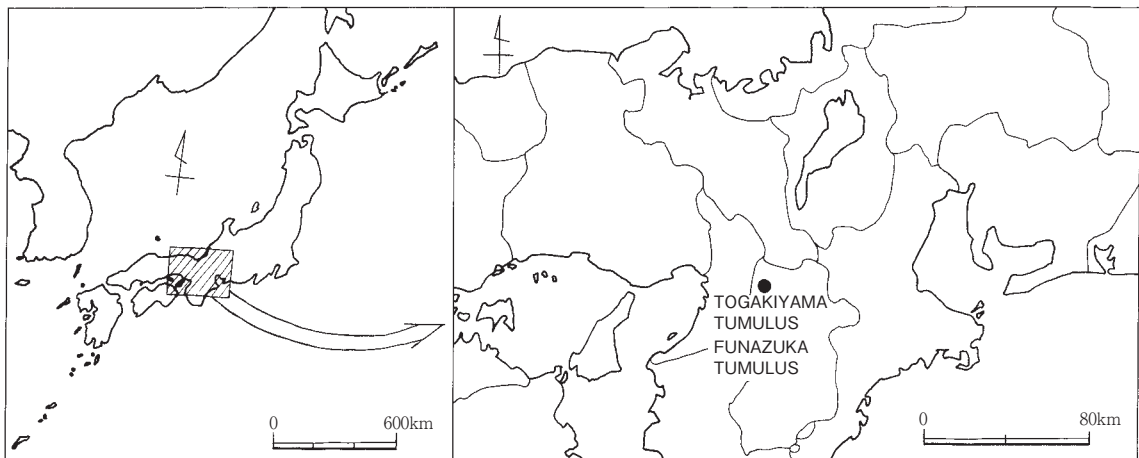 TOGAKIYAMA
TUMULUS
FUNAZUKA
TUMULUS
0
600km
0
80km